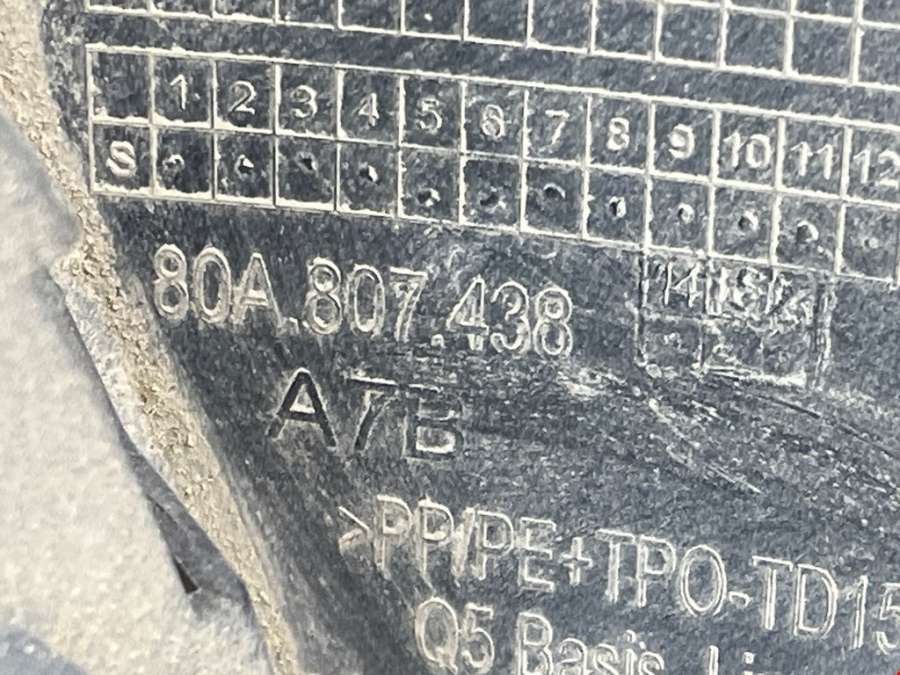 1 2 3 4 5 6 7 8 9 10 11 12
S
80A.807.438
A7B
>PP/PE+TPO-TD15
Q5 Basis